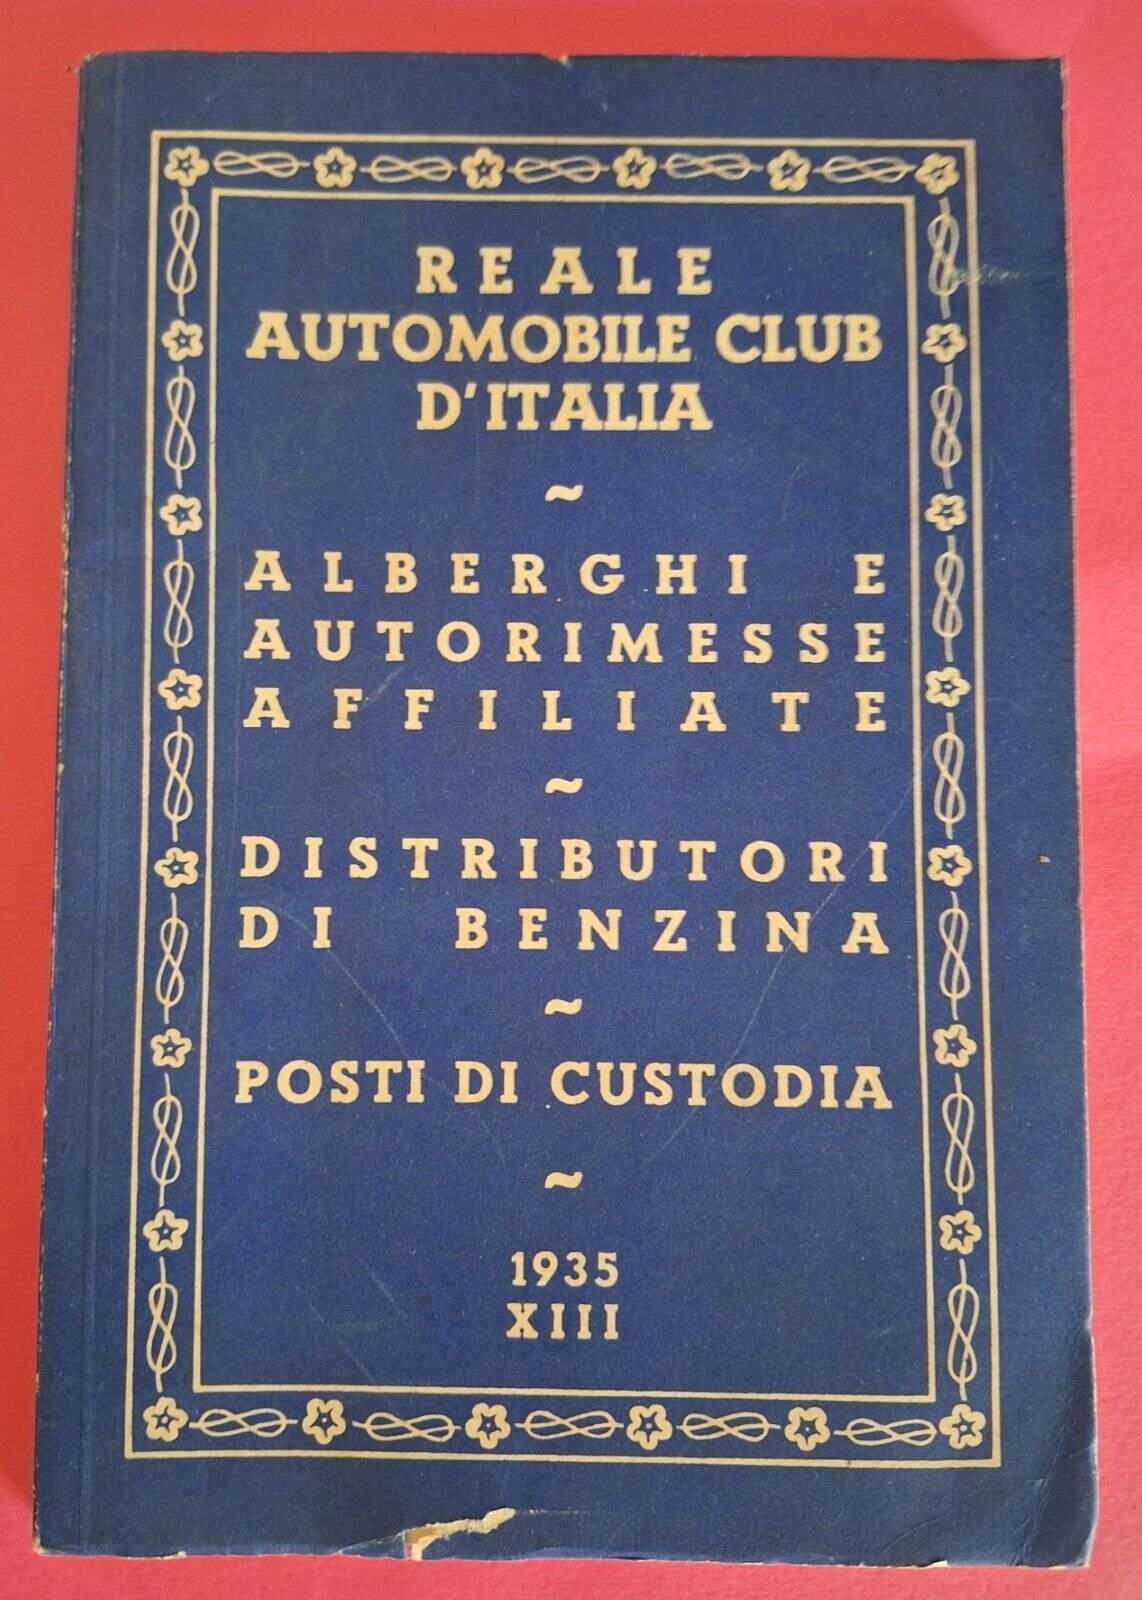 REALE
AUTOMOBILE CLUB
D'ITALIA
~
ALBERGHI E
AUTORIMESSE
AFFILIATE
~
DISTRIBUTORI
DI BENZINA
~
POSTI DI CUSTODIA
~
1935
XIII